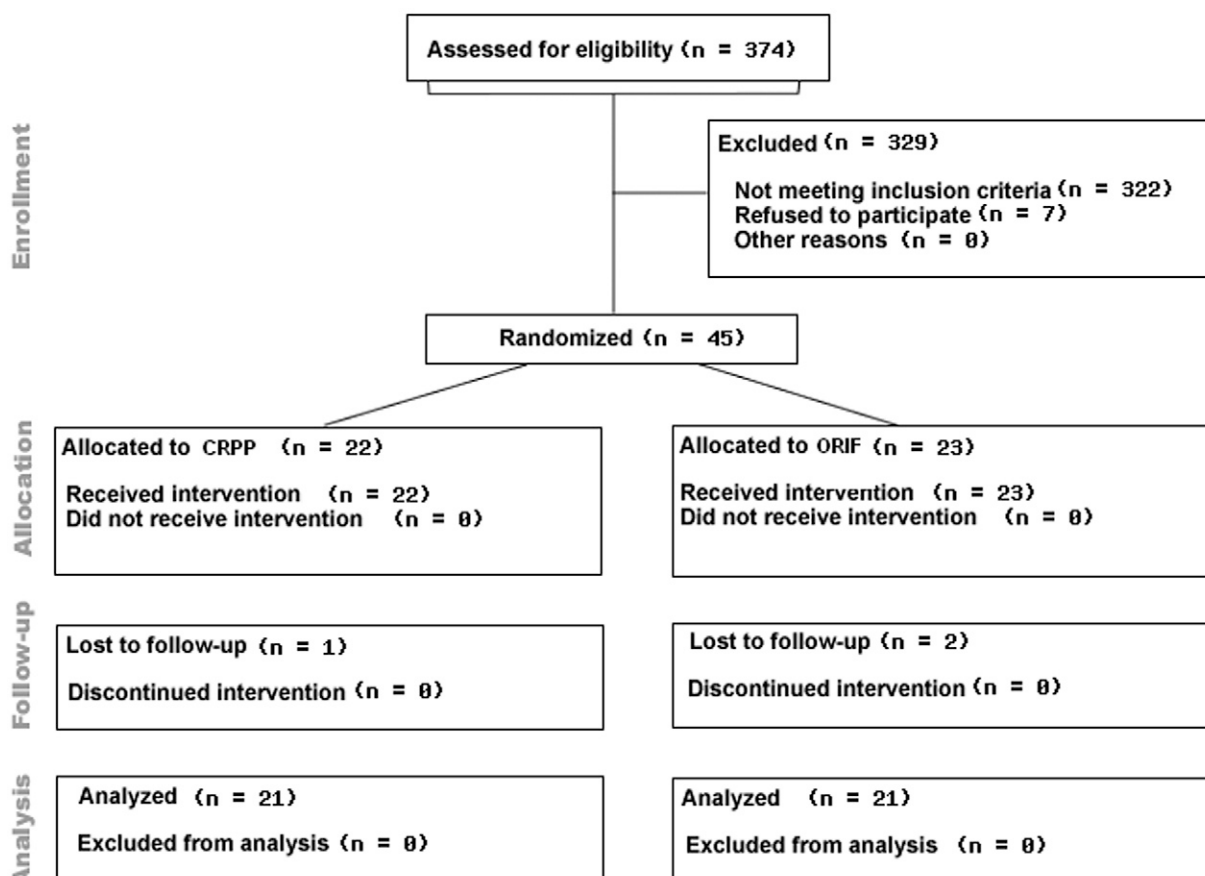 Assessed for eligibility (n = 374)
Enrollment
Excluded (n = 329)
Not meeting inclusion criteria (n = 322)
Refused to participate (n = 7)
Other reasons (n = 0)
Randomized (n = 45)
Allocation
Allocated to CRPP (n = 22)
Received intervention (n = 22)
Did not receive intervention (n = 0)
Allocated to ORIF (n = 23)
Received intervention (n = 23)
Did not receive intervention (n = 0)
Follow-up
Lost to follow-up (n = 1)
Discontinued intervention (n = 0)
Lost to follow-up (n = 2)
Discontinued intervention (n = 0)
Analysis
Analyzed (n = 21)
Excluded from analysis (n = 0)
Analyzed (n = 21)
Excluded from analysis (n = 0)